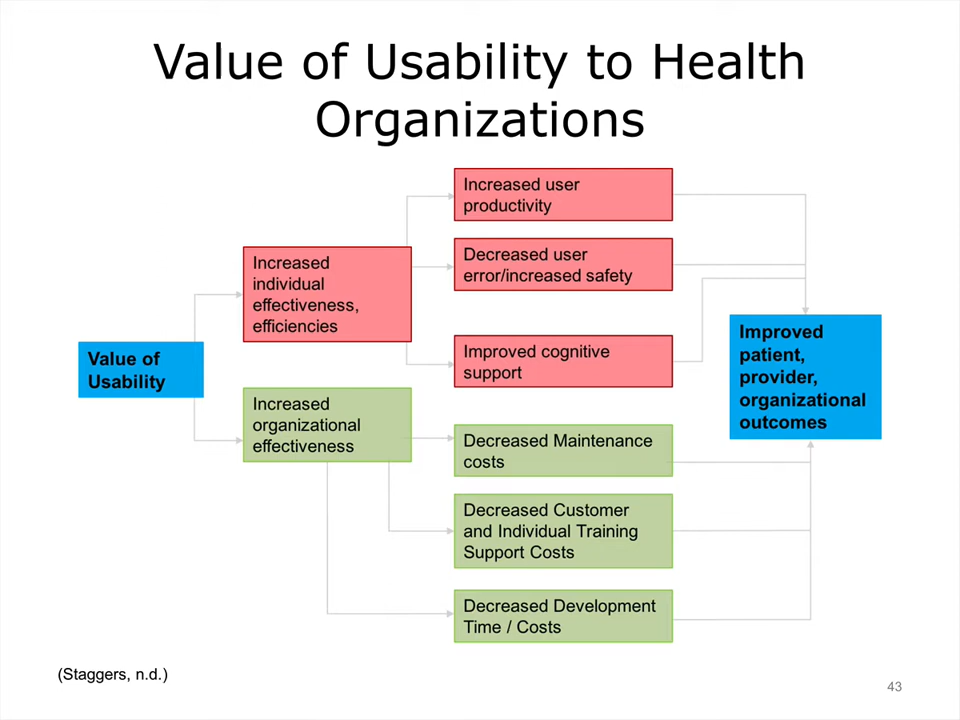 Value of Usability to Health
Organizations
Increased user
productivity
Decreased user
error/increased safety
Increased
individual
effectiveness,
efficiencies
Improved cognitive
support
Value of
Usability
Improved
patient,
provider,
organizational
outcomes
Increased
organizational
effectiveness
Decreased Maintenance
costs
Decreased Customer
and Individual Training
Support Costs
Decreased Development
Time / Costs
(Staggers, n.d.)
43